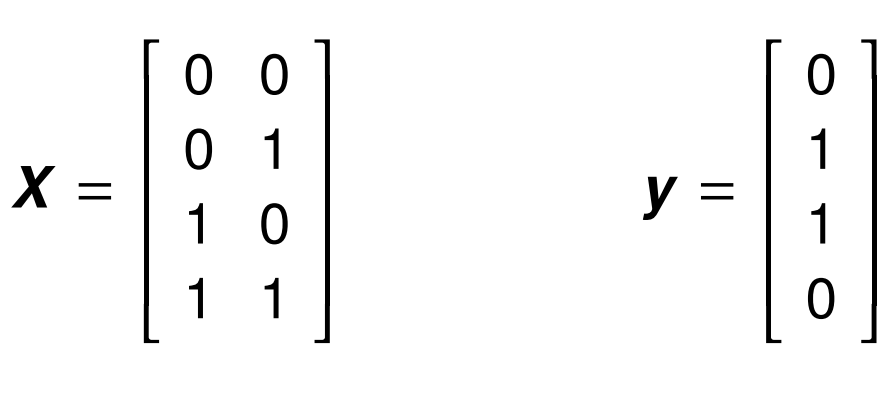 X = [ 0 0
0 1
1 0
1 1 ]
y = [ 0
1
1
0 ]